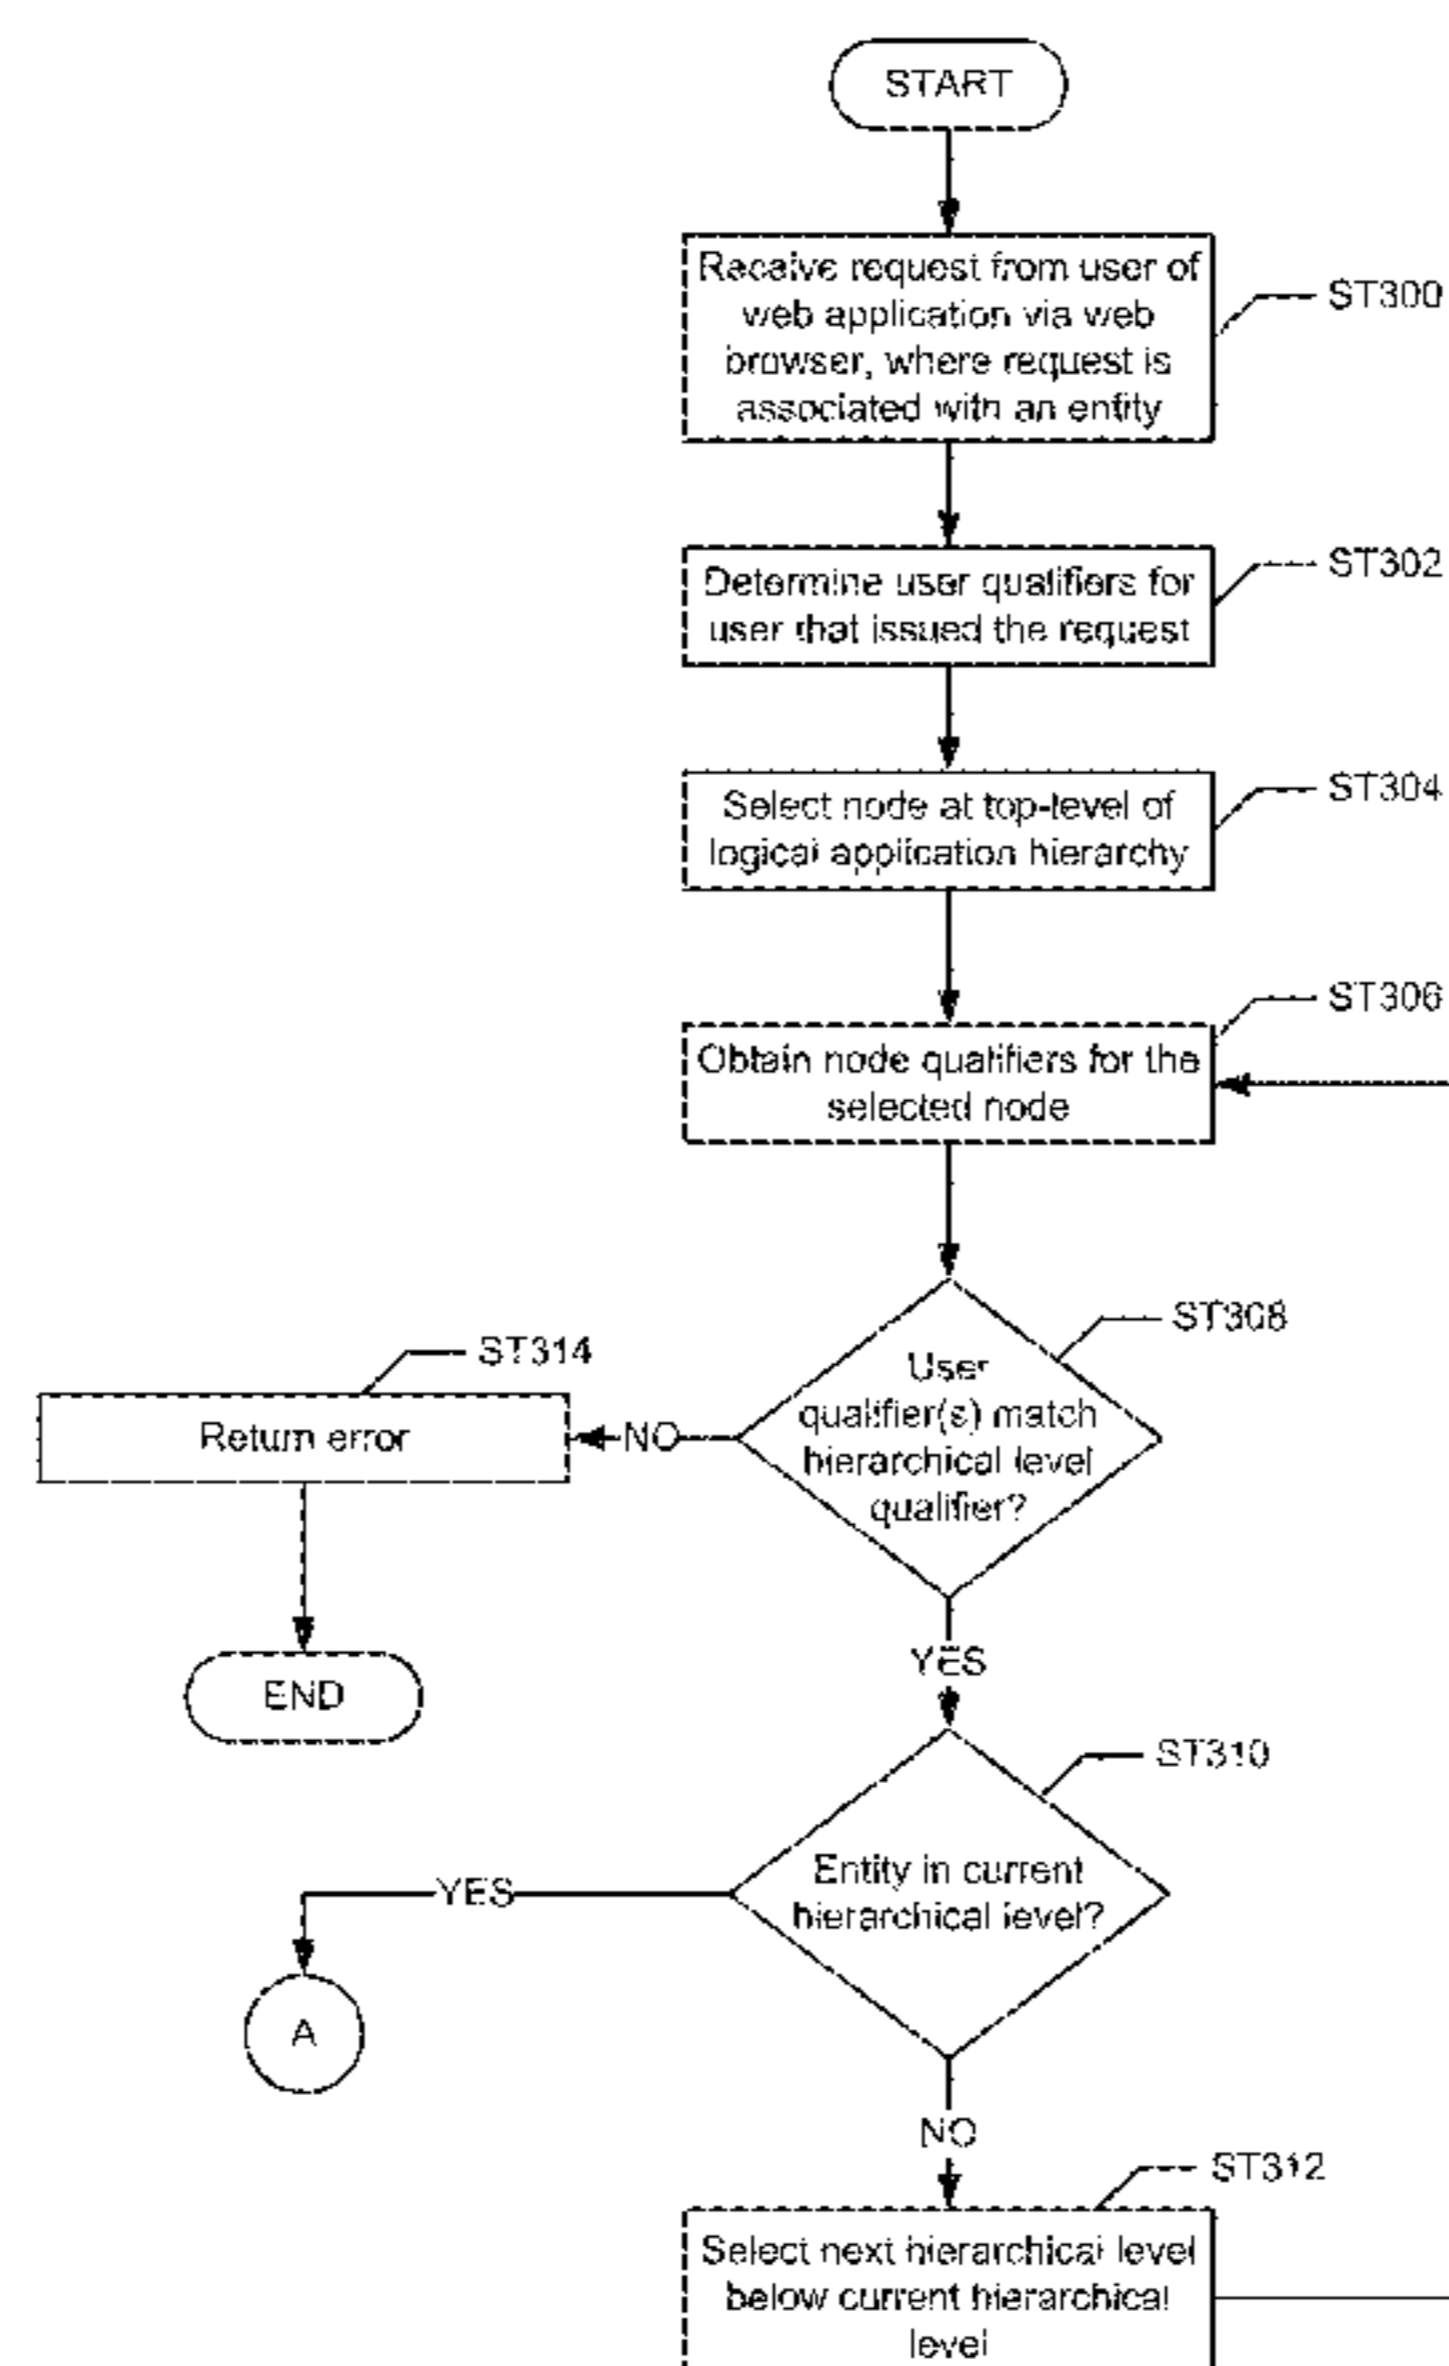 START
Receive request from user of
web application via web
browser, where request is
associated with an entity
ST300
Determine user qualifiers for
user that issued the request
ST302
Select node at top-level of
logical application hierarchy
ST304
Obtain node qualifiers for the
selected node
ST306
User
qualifier(s) match
hierarchical level
qualifier?
ST308
NO
Return error
ST314
END
YES
Entity in current
hierarchical level?
ST310
YES
A
NO
Select next hierarchical level
below current hierarchical
level
ST312